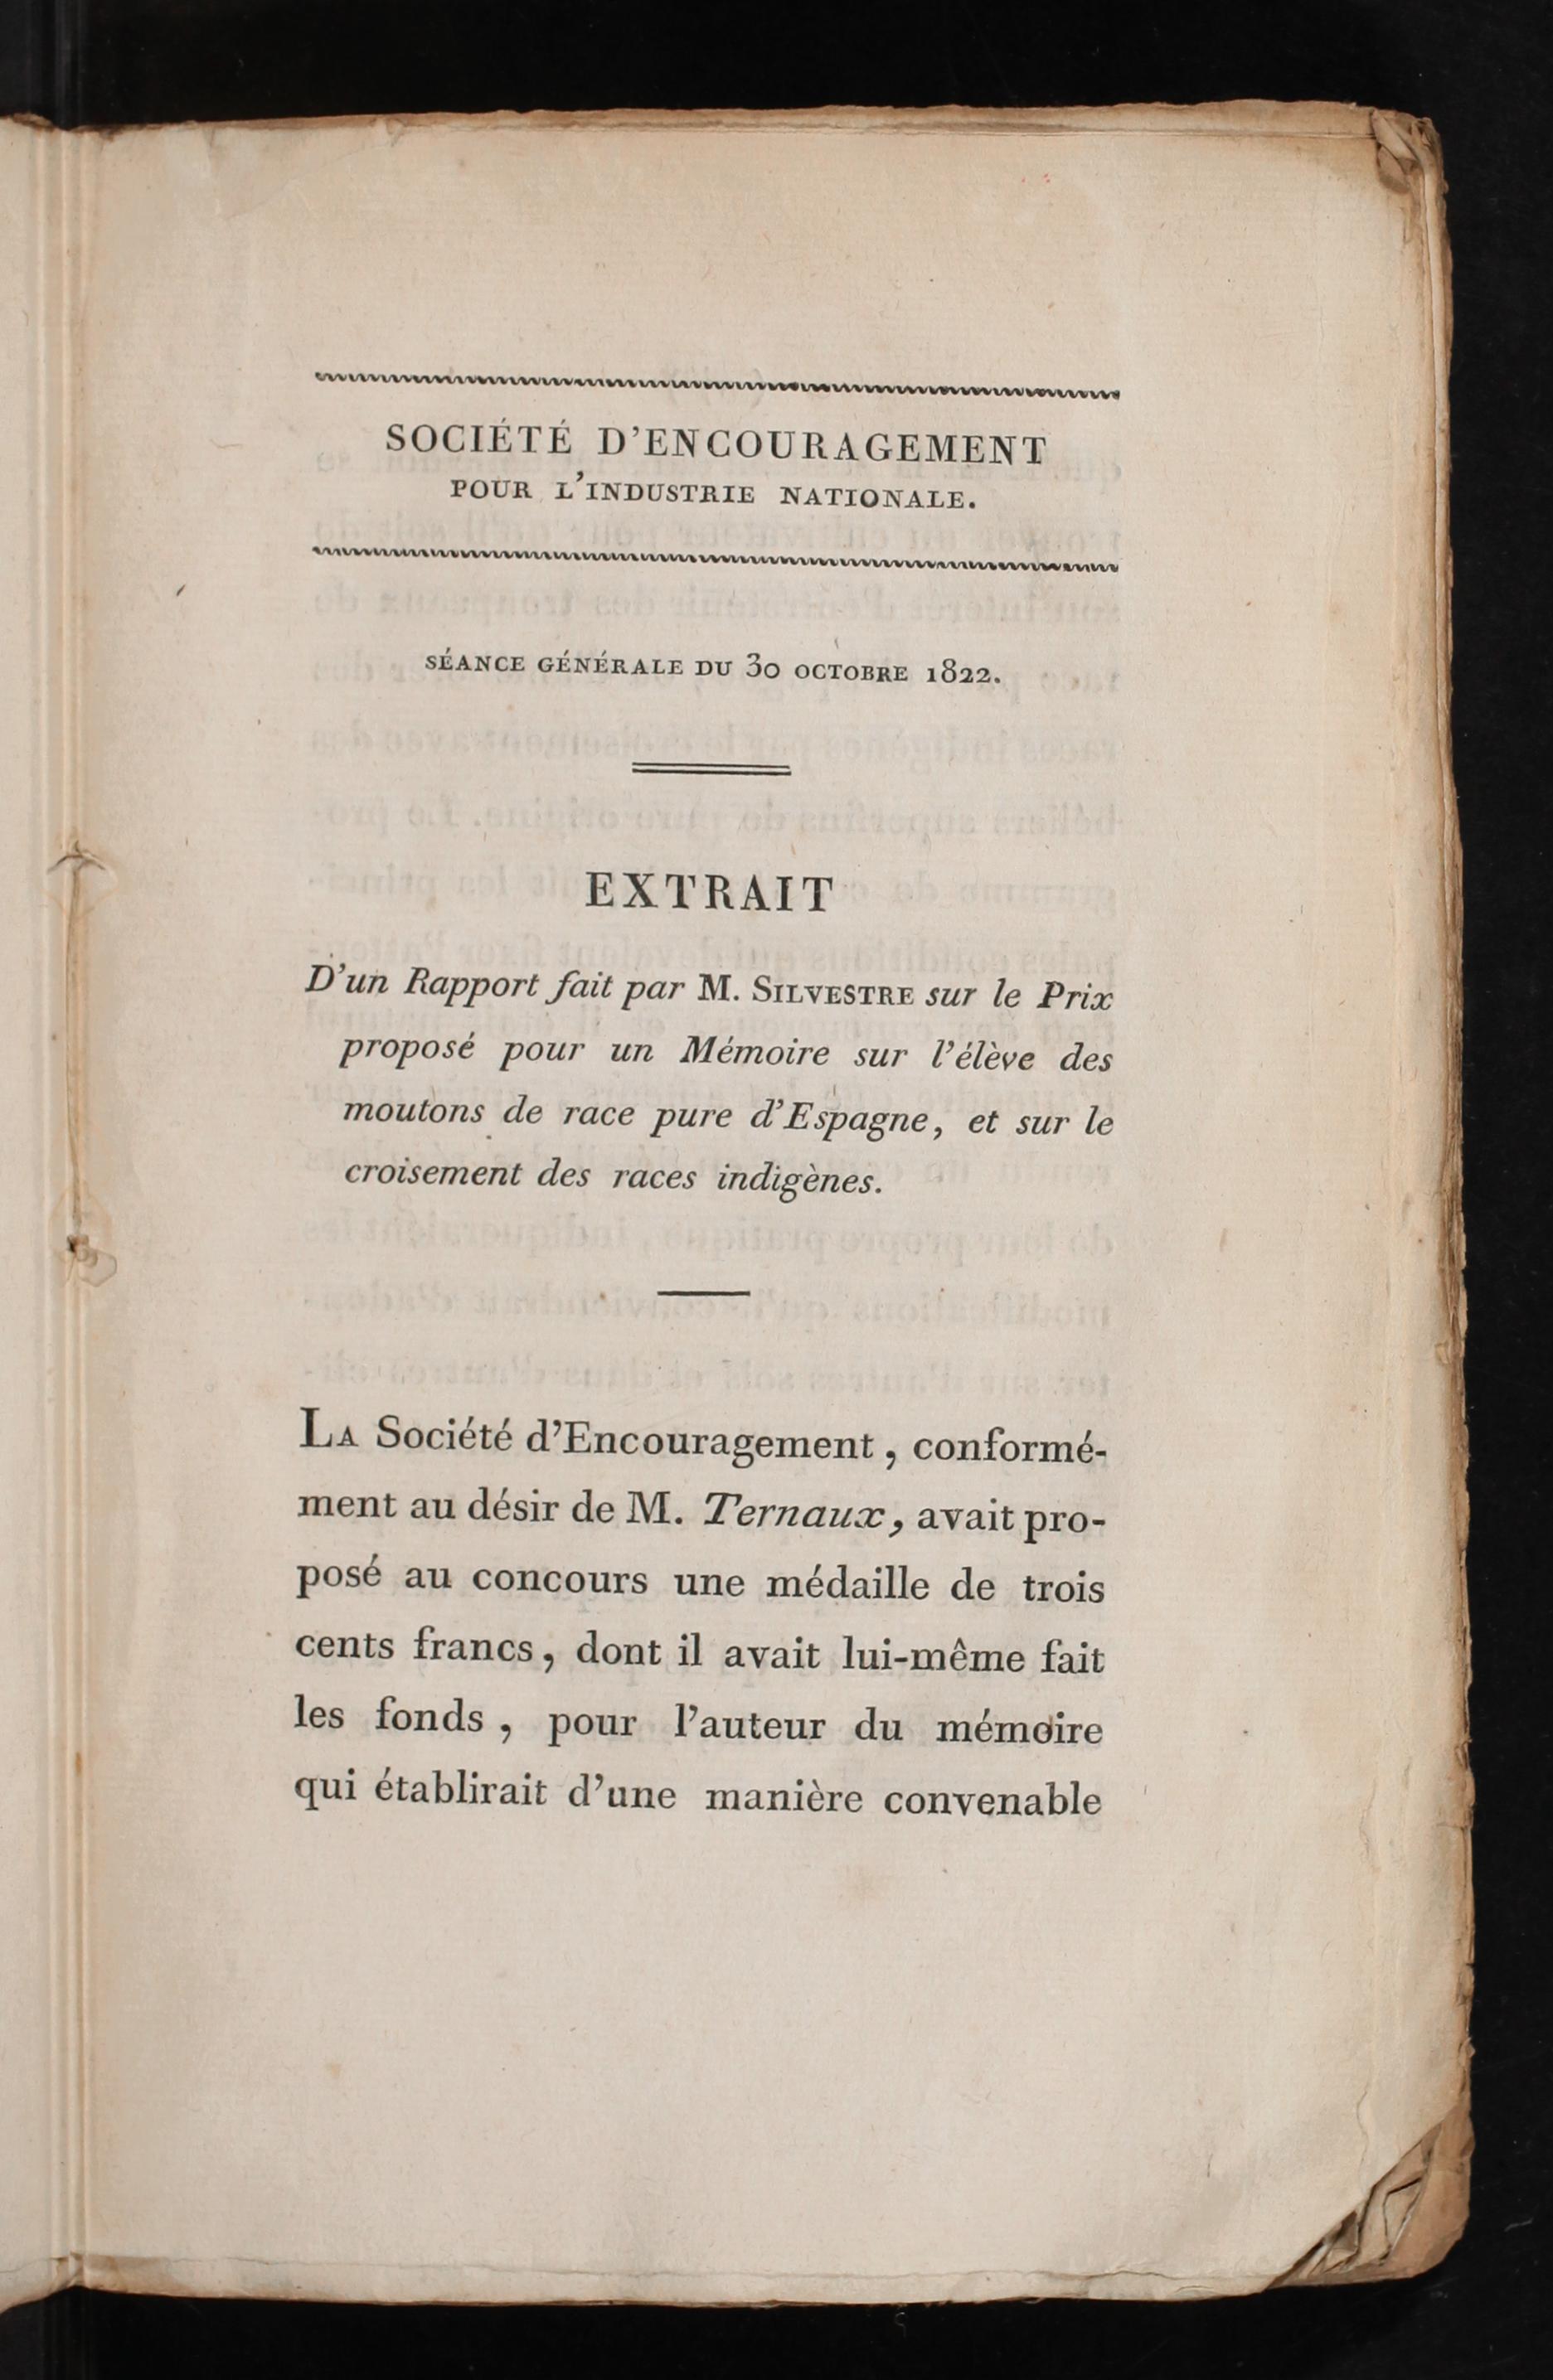 SOCIÉTÉ D'ENCOURAGEMENT
POUR L'INDUSTRIE NATIONALE.
SÉANCE GÉNÉRALE DU 30 OCTOBRE 1822.
EXTRAIT
D'un Rapport fait par M. SILVESTRE sur le Prix
proposé pour un Mémoire sur l'élève des
moutons de race pure d'Espagne, et sur le
croisement des races indigènes.
LA Société d'Encouragement, conformé-
ment au désir de M. Ternaux, avait pro-
posé au concours une médaille de trois
cents francs, dont il avait lui-même fait
les fonds, pour l'auteur du mémoire
qui établirait d'une manière convenable